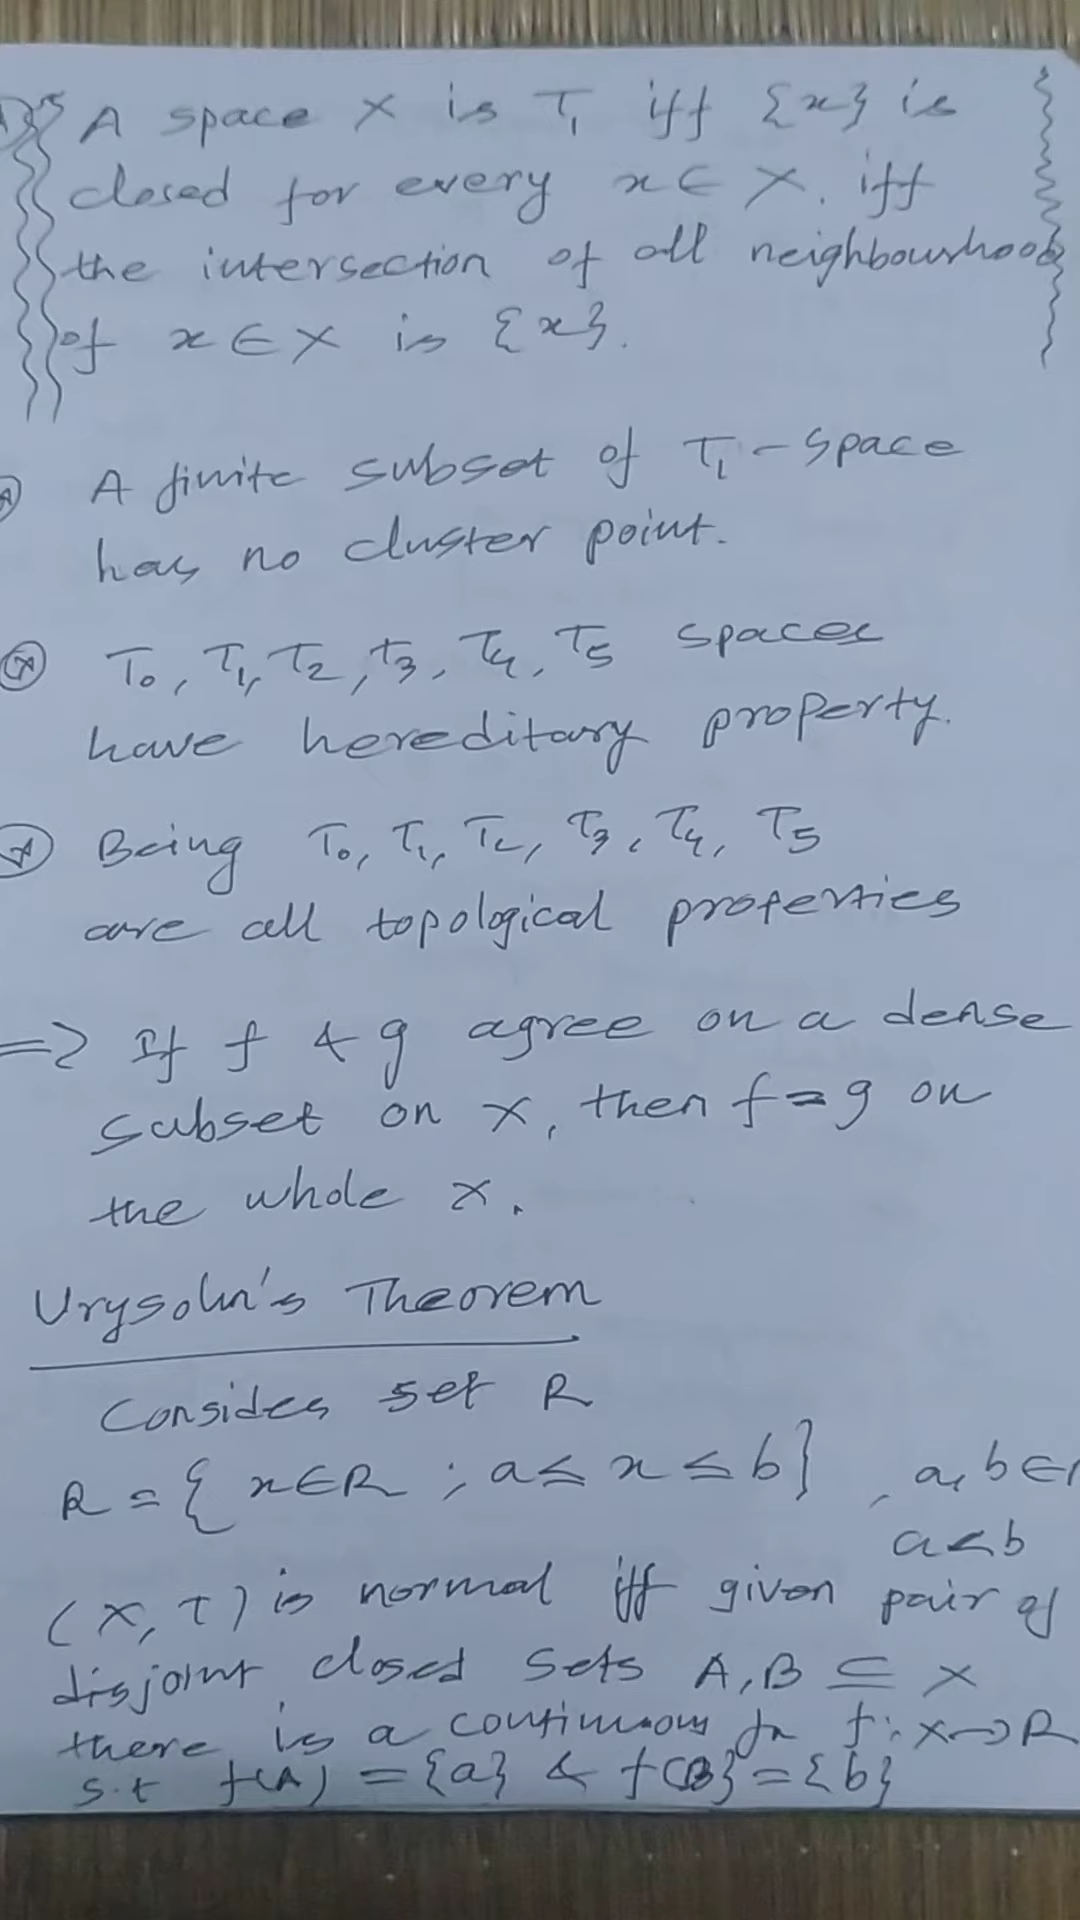 A space X is T₁ iff {x} is
closed for every x ∈ X. iff
the intersection of all neighbourhood
of x ∈ X is {x}.
A finite subset of T₁ - space
has no cluster point.
T₀, T₁, T₂, T₃, T₄, T₅ spaces
have hereditary property.
Being T₀, T₁, T₂, T₃, T₄, T₅
are all topological properties
=> If f & g agree on a dense
subset on X, then f = g on
the whole X.
Urysohn's Theorem
Consider set R
R = { x ∈ R ; a ≤ x ≤ b } , a, b ∈
a < b
(X, τ) is normal iff given pair of
disjoint closed sets A, B ⊆ X
there is a continuous fn f: X → R
s.t f(A) = {a} & f(B} = {b}